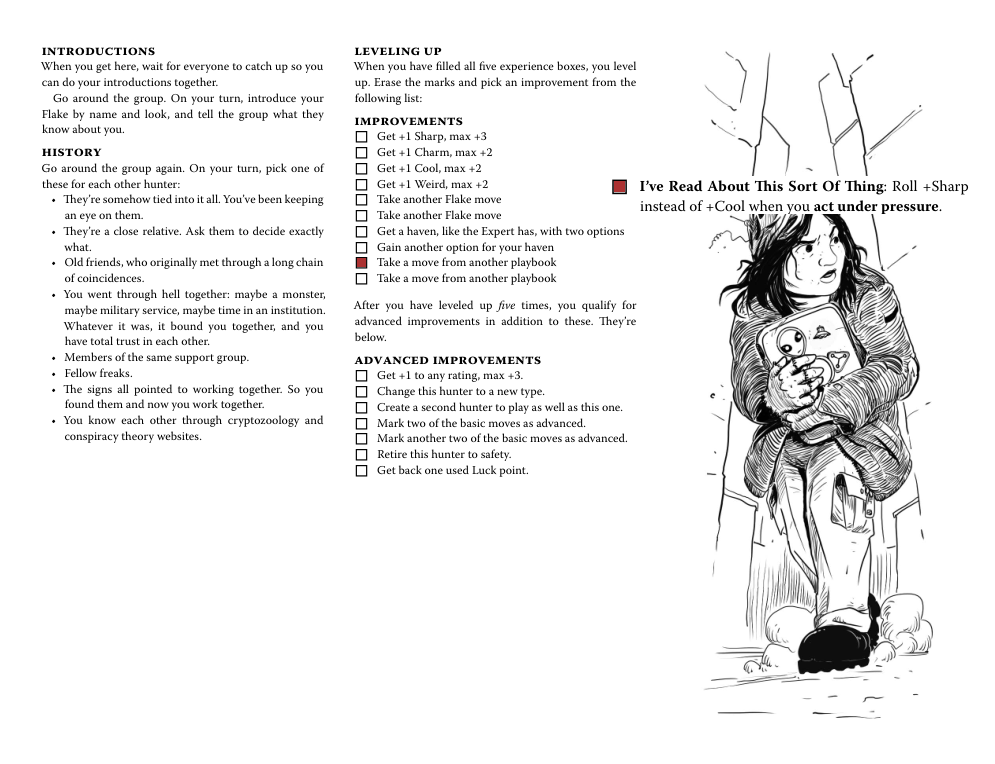 INTRODUCTIONS
When you get here, wait for everyone to catch up so you
can do your introductions together.
Go around the group. On your turn, introduce your
Flake by name and look, and tell the group what they
know about you.
HISTORY
Go around the group again. On your turn, pick one of
these for each other hunter:
• They're somehow tied into it all. You've been keeping
an eye on them.
• They're a close relative. Ask them to decide exactly
what.
• Old friends, who originally met through a long chain
of coincidences.
• You went through hell together: maybe a monster,
maybe military service, maybe time in an institution.
Whatever it was, it bound you together, and you
have total trust in each other.
• Members of the same support group.
• Fellow freaks.
• The signs all pointed to working together. So you
found them and now you work together.
• You know each other through cryptozoology and
conspiracy theory websites.
LEVELING UP
When you have filled all five experience boxes, you level
up. Erase the marks and pick an improvement from the
following list:
IMPROVEMENTS
Get +1 Sharp, max +3
Get +1 Charm, max +2
Get +1 Cool, max +2
Get +1 Weird, max +2
Take another Flake move
Take another Flake move
Get a haven, like the Expert has, with two options
Gain another option for your haven
Take a move from another playbook
Take a move from another playbook
After you have leveled up five times, you qualify for
advanced improvements in addition to these. They're
below.
ADVANCED IMPROVEMENTS
Get +1 to any rating, max +3.
Change this hunter to a new type.
Create a second hunter to play as well as this one.
Mark two of the basic moves as advanced.
Mark another two of the basic moves as advanced.
Retire this hunter to safety.
Get back one used Luck point.
I've Read About This Sort Of Thing: Roll +Sharp
instead of +Cool when you act under pressure.